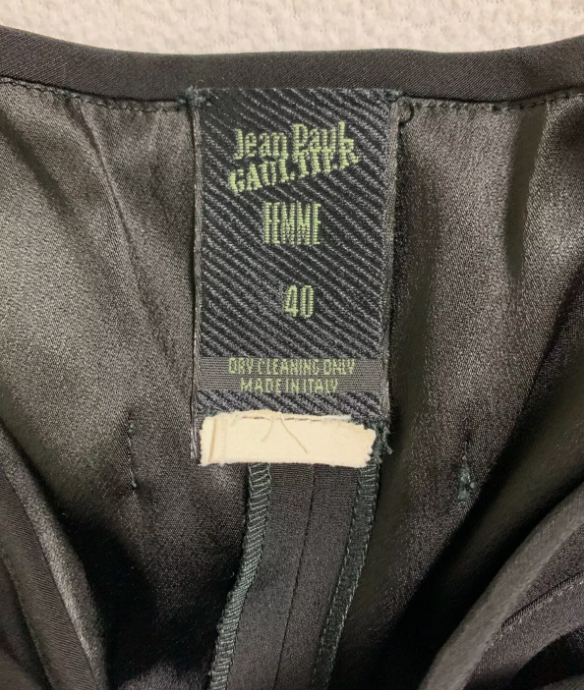 Jean Paul
GAULTIER
FEMME
40
DRY CLEANING ONLY
MADE IN ITALY